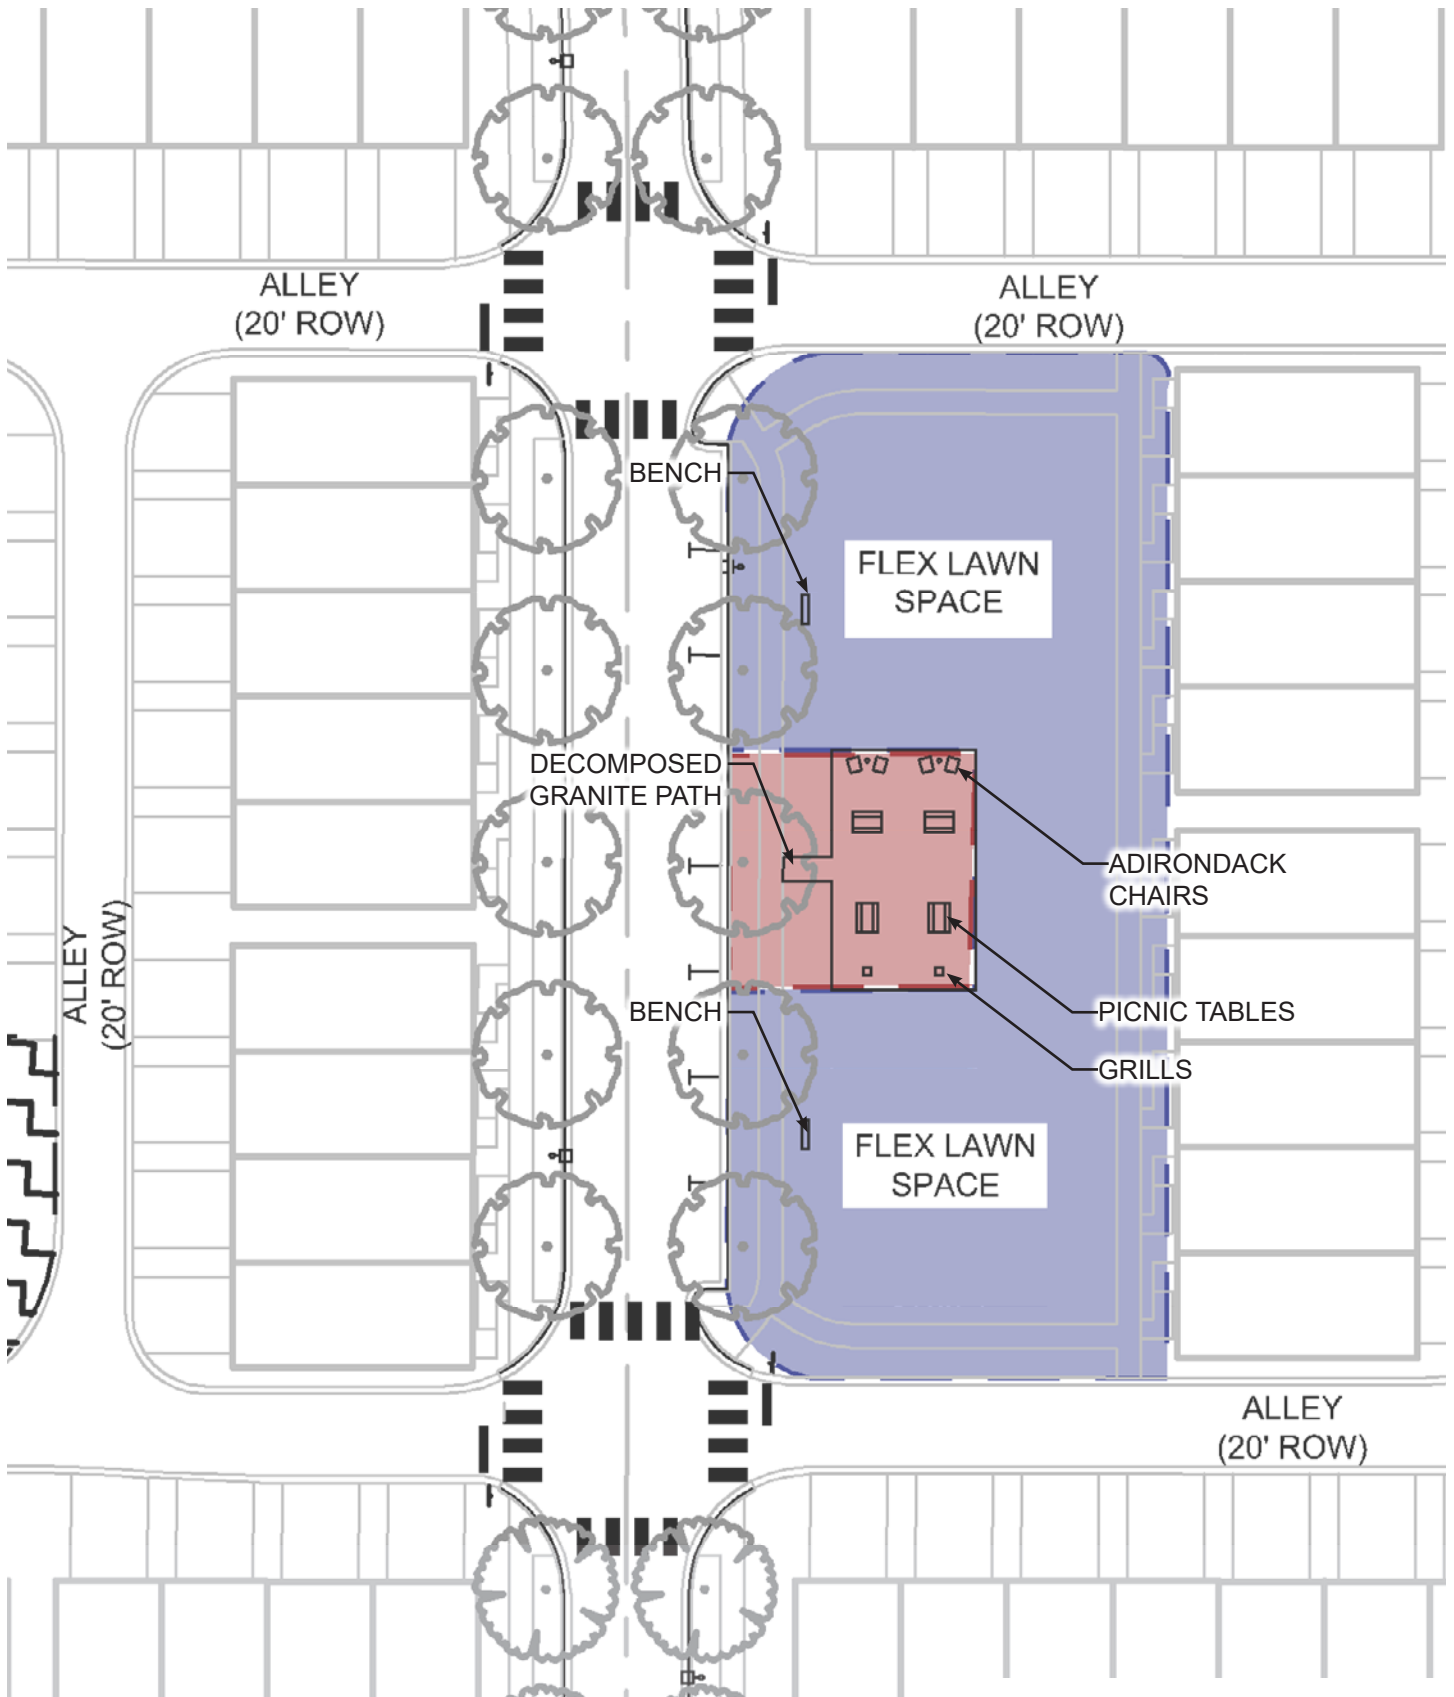 ALLEY
(20' ROW)
ALLEY
(20' ROW)
BENCH
FLEX LAWN
SPACE
DECOMPOSED
GRANITE PATH
ADIRONDACK
CHAIRS
ALLEY
(20' ROW)
BENCH
PICNIC TABLES
GRILLS
FLEX LAWN
SPACE
ALLEY
(20' ROW)